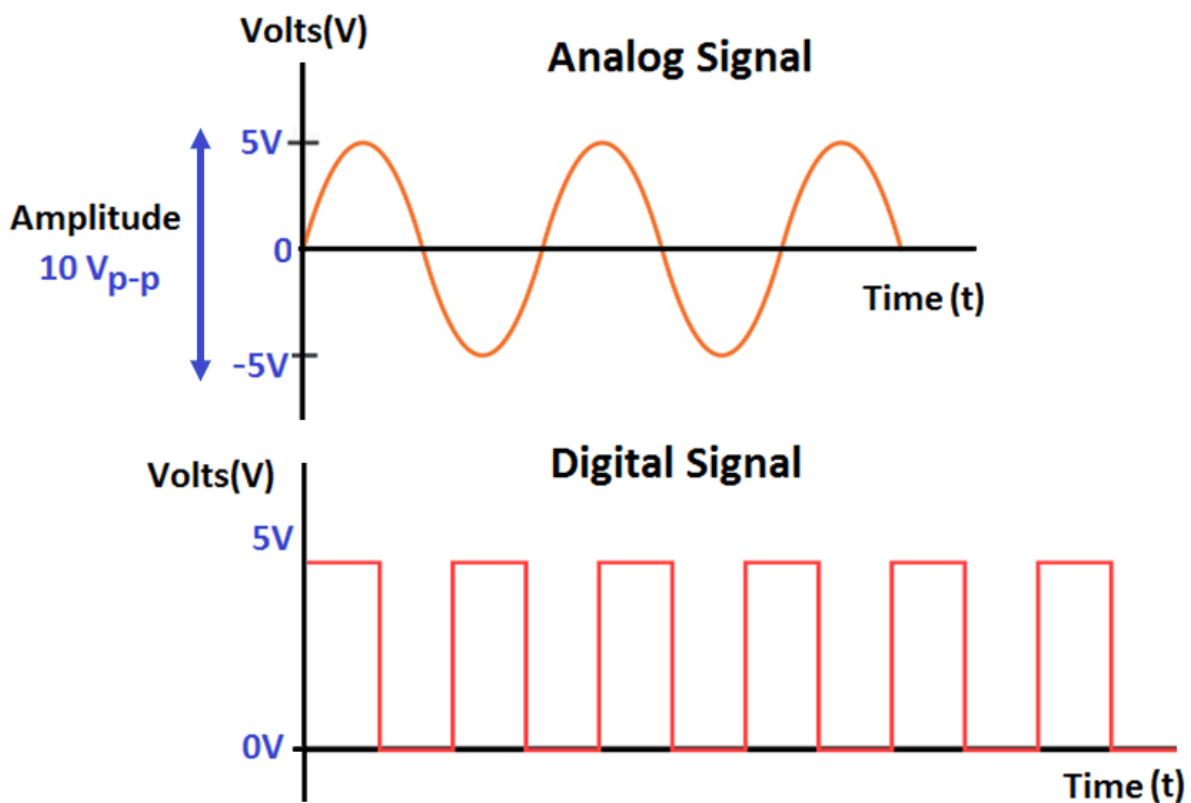 Volts(V)
Analog Signal
5V
Amplitude
10 Vp-p
0
Time (t)
-5V
Volts(V)
Digital Signal
5V
0V
Time (t)